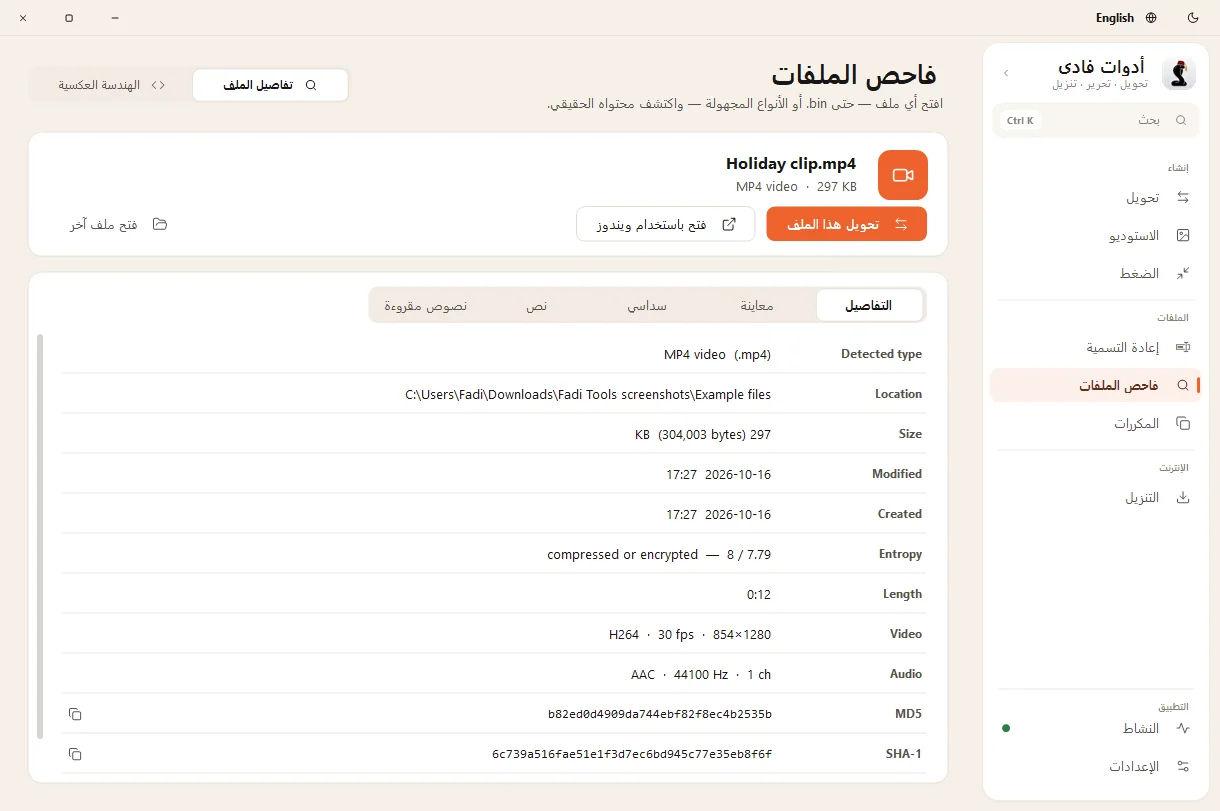 English
أدوات فادي
تحويل · تحرير · تنزيل
بحث
Ctrl K
إنشاء
تحويل
الاستوديو
الضغط
الملفات
إعادة التسمية
فاحص الملفات
المكررات
الإنترنت
التنزيل
التطبيق
النشاط
الإعدادات
فاحص الملفات
افتح أي ملف — حتى .bin أو الأنواع المجهولة — واكتشف محتواه الحقيقي.
تفاصيل الملف
الهندسة العكسية
Holiday clip.mp4
MP4 video · 297 KB
تحويل هذا الملف
فتح باستخدام ويندوز
فتح ملف آخر
التفاصيل
معاينة
سداسي
نص
نصوص مقروءة
Detected type
MP4 video (.mp4)
Location
C:\Users\Fadi\Downloads\Fadi Tools screenshots\Example files
Size
KB (304,003 bytes) 297
Modified
17:27 2026-10-16
Created
17:27 2026-10-16
Entropy
compressed or encrypted — 8 / 7.79
Length
0:12
Video
H264 · 30 fps · 854×1280
Audio
AAC · 44100 Hz · 1 ch
MD5
b82ed0d4909da744ebf82f8ec4b2535b
SHA-1
6c739a516fae51e1f3d7ec6bd945c77e35eb8f6f